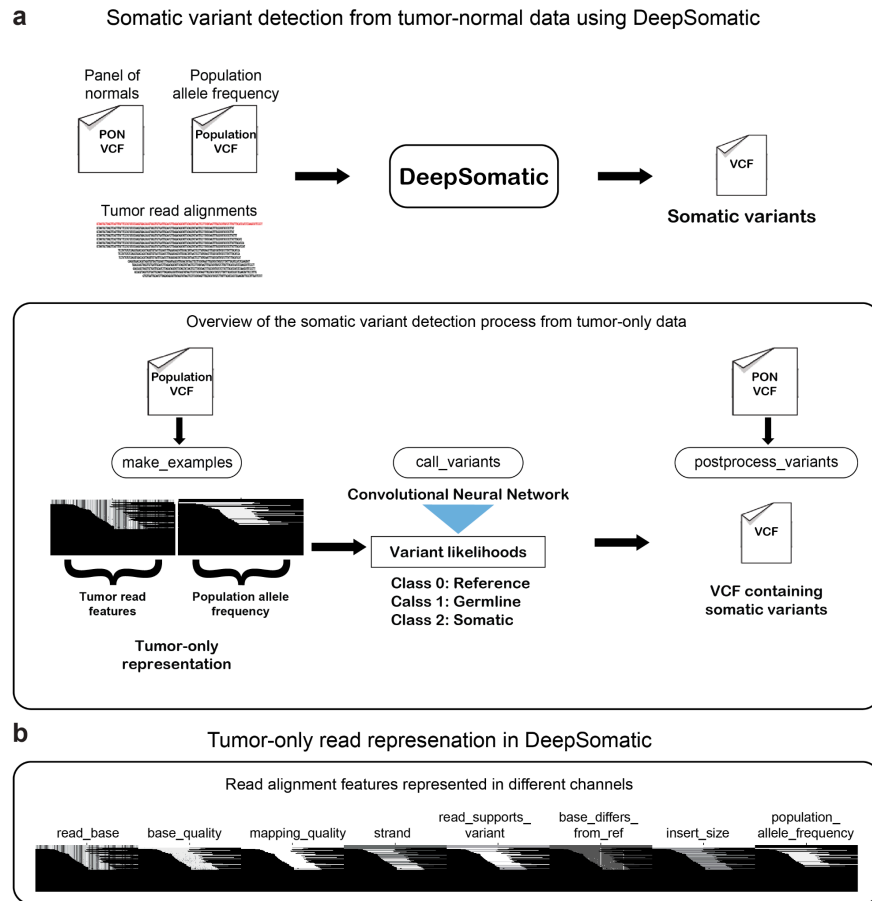 a
Somatic variant detection from tumor-normal data using DeepSomatic
Panel of
normals
Population
allele frequency
PON
VCF
Population
VCF
DeepSomatic
VCF
Somatic variants
Tumor read alignments
Overview of the somatic variant detection process from tumor-only data
Population
VCF
PON
VCF
make_examples
call_variants
postprocess_variants
Convolutional Neural Network
Variant likelihoods
VCF
Class 0: Reference
Calss 1: Germline
Class 2: Somatic
Tumor read
features
Population allele
frequency
VCF containing
somatic variants
Tumor-only
representation
b
Tumor-only read represenation in DeepSomatic
Read alignment features represented in different channels
read_base
base_quality
mapping_quality
strand
read_supports_
variant
base_differs_
from_ref
insert_size
population_
allele_frequency